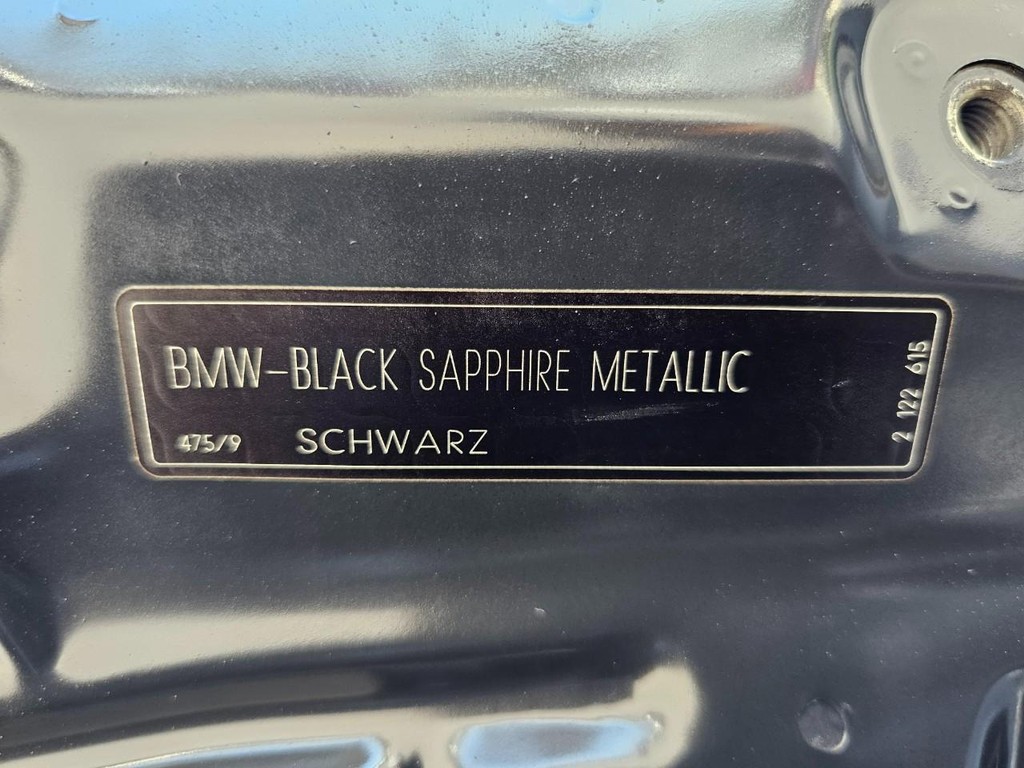 BMW-BLACK SAPPHIRE METALLIC
475/9 SCHWARZ
2 122 615